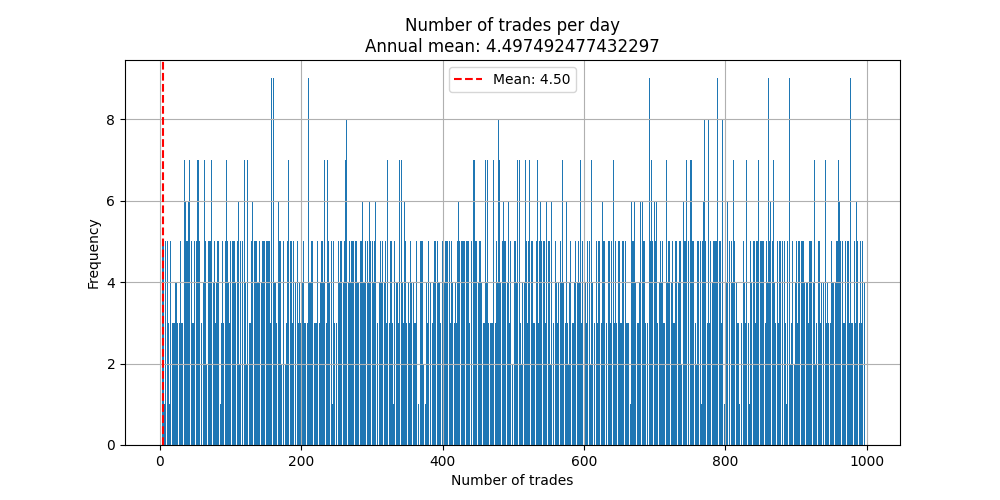 Number of trades per day
Annual mean: 4.497492477432297
Mean: 4.50
Frequency
8
6
4
2
0
0 200 400 600 800 1000
Number of trades